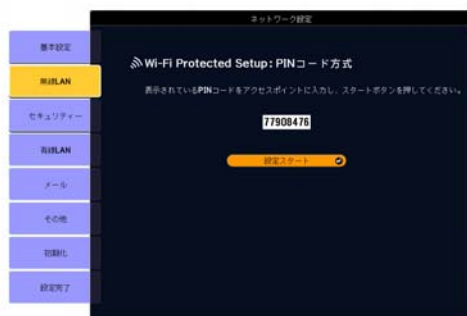 ネットワーク設定
基本設定
無線LAN
セキュリティー
有線LAN
メール
その他
初期化
設定完了
Wi-Fi Protected Setup:PINコード方式
表示されているPINコードをアクセスポイントに入力し、スタートボタンを押してください。
77908476
設定スタート